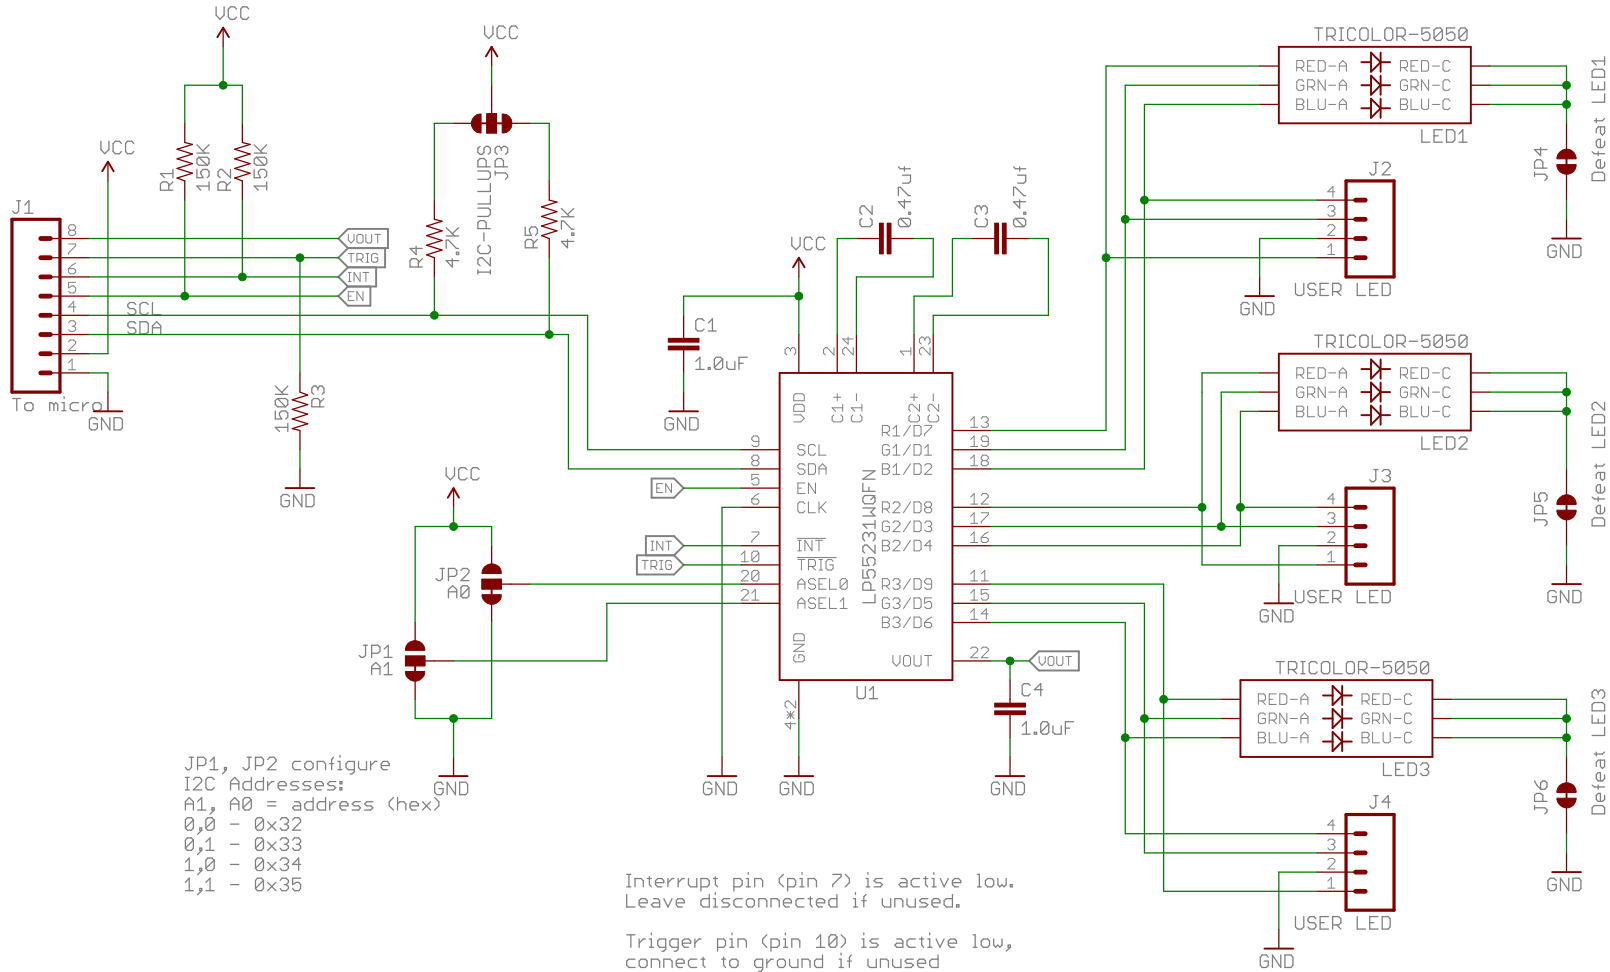 VCC
VCC
VCC
R1
150K
R2
150K
J1
8
7
6
5
4
3
2
1
To micro
GND
SCL
SDA
VOUT
TRIG
INT
EN
150K
R3
GND
I2C-PULLUPS
JP3
R4
4.7K
R5
4.7K
C2
0.47uf
C3
0.47uf
VCC
C1
1.0uF
GND
3
2
24
1
23
VDD
C1+
C1-
C2+
C2-
9 SCL
8 SDA
5 EN
6 CLK
7 INT
10 TRIG
20 ASEL0
21 ASEL1
EN
INT
TRIG
LP55231WQFN
R1/D7 13
G1/D1 19
B1/D2 18
R2/D8 12
G2/D3 17
B2/D4 16
R3/D9 11
G3/D5 15
B3/D6 14
VOUT 22
GND
4*2
U1
VOUT
C4
1.0uF
GND
GND
GND
VCC
JP2
A0
JP1
A1
GND
TRICOLOR-5050
RED-A RED-C
GRN-A GRN-C
BLU-A BLU-C
LED1
JP4
Defeat LED1
GND
J2
4
3
2
1
USER LED
GND
TRICOLOR-5050
RED-A RED-C
GRN-A GRN-C
BLU-A BLU-C
LED2
JP5
Defeat LED2
GND
J3
4
3
2
1
USER LED
GND
TRICOLOR-5050
RED-A RED-C
GRN-A GRN-C
BLU-A BLU-C
LED3
JP6
Defeat LED3
GND
J4
4
3
2
1
USER LED
GND
JP1, JP2 configure
I2C Addresses:
A1, A0 = address (hex)
0,0 - 0x32
0,1 - 0x33
1,0 - 0x34
1,1 - 0x35
Interrupt pin (pin 7) is active low.
Leave disconnected if unused.
Trigger pin (pin 10) is active low,
connect to ground if unused